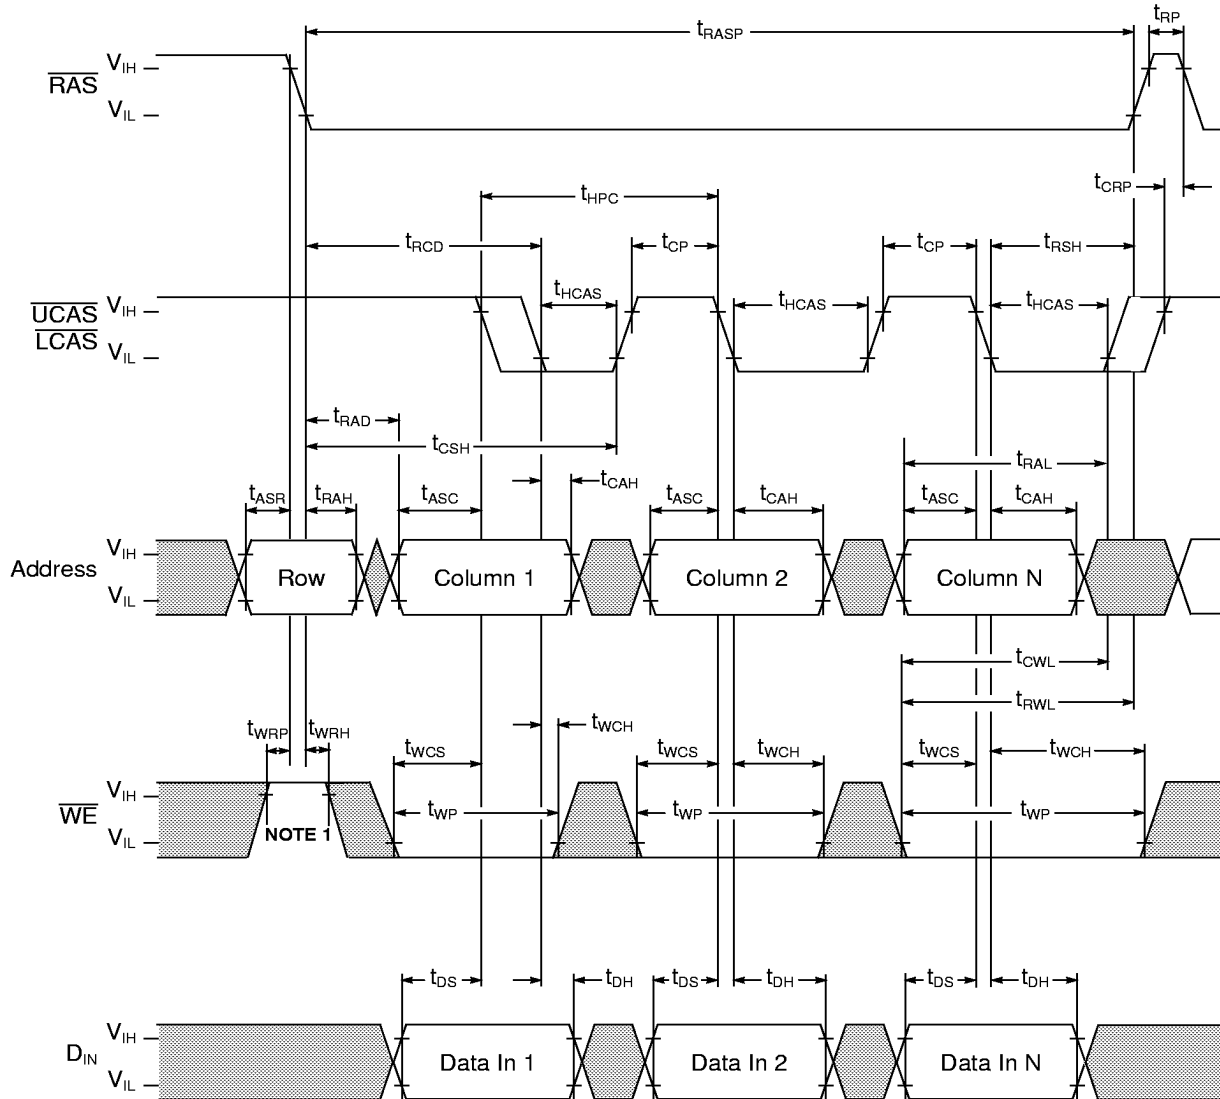 tRP
tRASP
VIH
RAS
VIL
tCRP
tHPC
tRCD tCP tCP tRSH
tHCAS tHCAS tHCAS
UCAS VIH
LCAS
VIL
tRAD
tCSH
tRAL
tASR tRAH tASC tCAH tASC tCAH tASC tCAH
VIH
Address Row Column 1 Column 2 Column N
VIL
tCWL
tRWL
tWRP tWRH tWCS tWCH tWCS tWCH tWCS tWCH
VIH
WE NOTE 1 tWP tWP tWP
VIL
tDS tDH tDS tDH tDS tDH
VIH
DIN Data In 1 Data In 2 Data In N
VIL